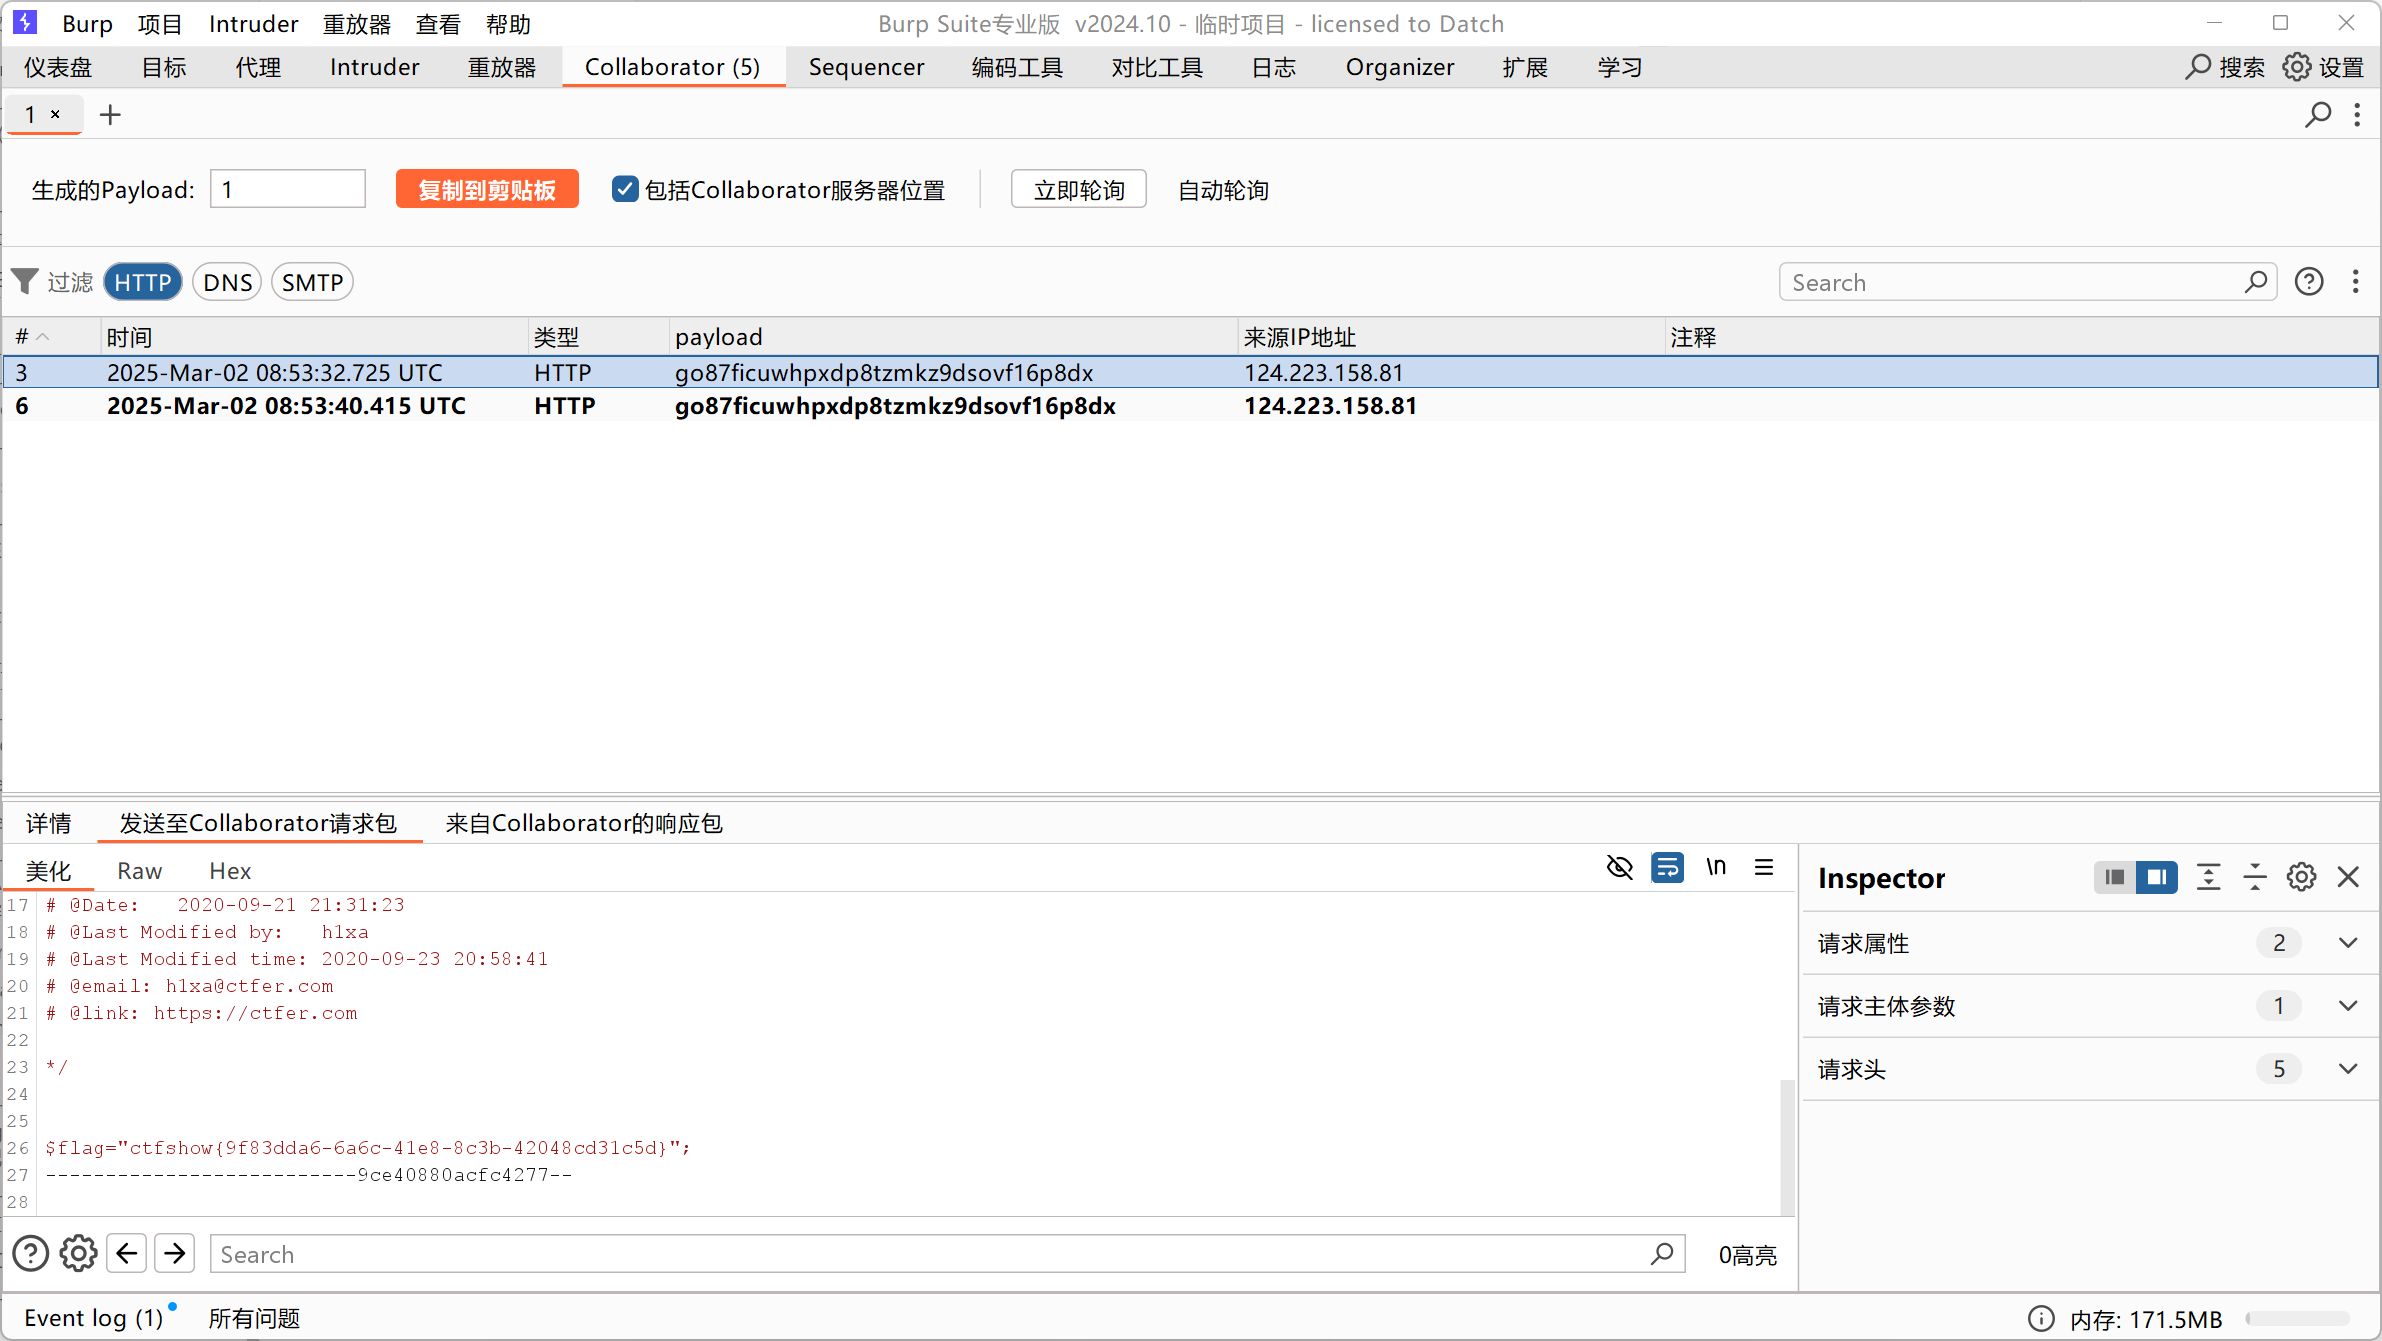 Burp 项目 Intruder 重放器 查看 帮助 Burp Suite专业版 v2024.10 - 临时项目 - licensed to Datch
仪表盘 目标 代理 Intruder 重放器 Collaborator (5) Sequencer 编码工具 对比工具 日志 Organizer 扩展 学习 搜索 设置
1 × +
生成的Payload: 1 复制到剪贴板 包括Collaborator服务器位置 立即轮询 自动轮询
过滤 HTTP DNS SMTP Search
# 时间 类型 payload 来源IP地址 注释
3 2025-Mar-02 08:53:32.725 UTC HTTP go87ficuwhpxdp8tzmkz9dsovf16p8dx 124.223.158.81
6 2025-Mar-02 08:53:40.415 UTC HTTP go87ficuwhpxdp8tzmkz9dsovf16p8dx 124.223.158.81
详情 发送至Collaborator请求包 来自Collaborator的响应包
美化 Raw Hex \n
17 # @Date:   2020-09-21 21:31:23
18 # @Last Modified by:   h1xa
19 # @Last Modified time: 2020-09-23 20:58:41
20 # @email: h1xa@ctfer.com
21 # @link: https://ctfer.com
22
23 */
24
25
26 $flag="ctfshow{9f83dda6-6a6c-41e8-8c3b-42048cd31c5d}";
27 --------------------------9ce40880acfc4277--
28
Search 0高亮
Inspector
请求属性 2
请求主体参数 1
请求头 5
Event log (1) 所有问题 内存: 171.5MB